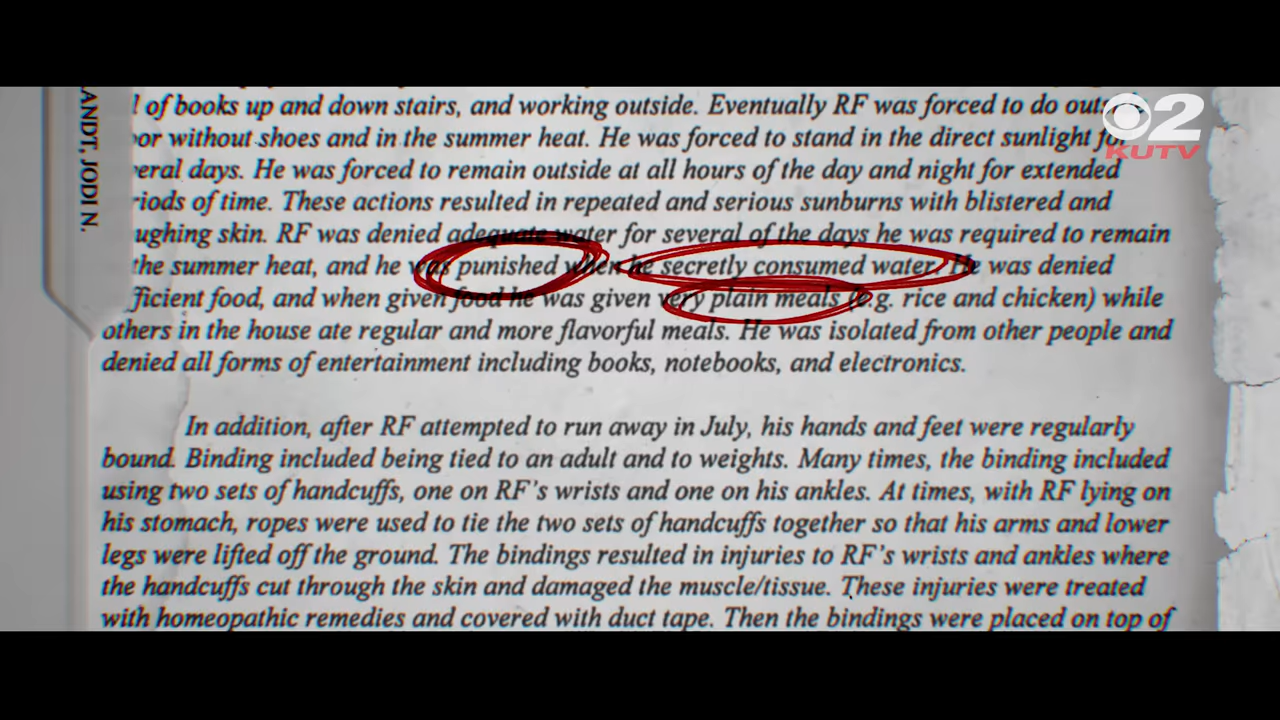 l of books up and down stairs, and working outside. Eventually RF was forced to do
oor without shoes and in the summer heat. He was forced to stand in the direct sunlight for
veral days. He was forced to remain outside at all hours of the day and night for extended
riods of time. These actions resulted in repeated and serious sunburns with blistered and
ughing skin. RF was denied adequate water for several of the days he was required to remain
the summer heat, and he was punished when he secretly consumed water. He was denied
fficient food, and when given food he was given very plain meals (e.g. rice and chicken) while
others in the house ate regular and more flavorful meals. He was isolated from other people and
denied all forms of entertainment including books, notebooks, and electronics.
In addition, after RF attempted to run away in July, his hands and feet were regularly
bound. Binding included being tied to an adult and to weights. Many times, the binding included
using two sets of handcuffs, one on RF's wrists and one on his ankles. At times, with RF lying on
his stomach, ropes were used to tie the two sets of handcuffs together so that his arms and lower
legs were lifted off the ground. The bindings resulted in injuries to RF's wrists and ankles where
the handcuffs cut through the skin and damaged the muscle/tissue. These injuries were treated
with homeopathic remedies and covered with duct tape. Then the bindings were placed on top of
LANDT, JODI N.
2
KUTV